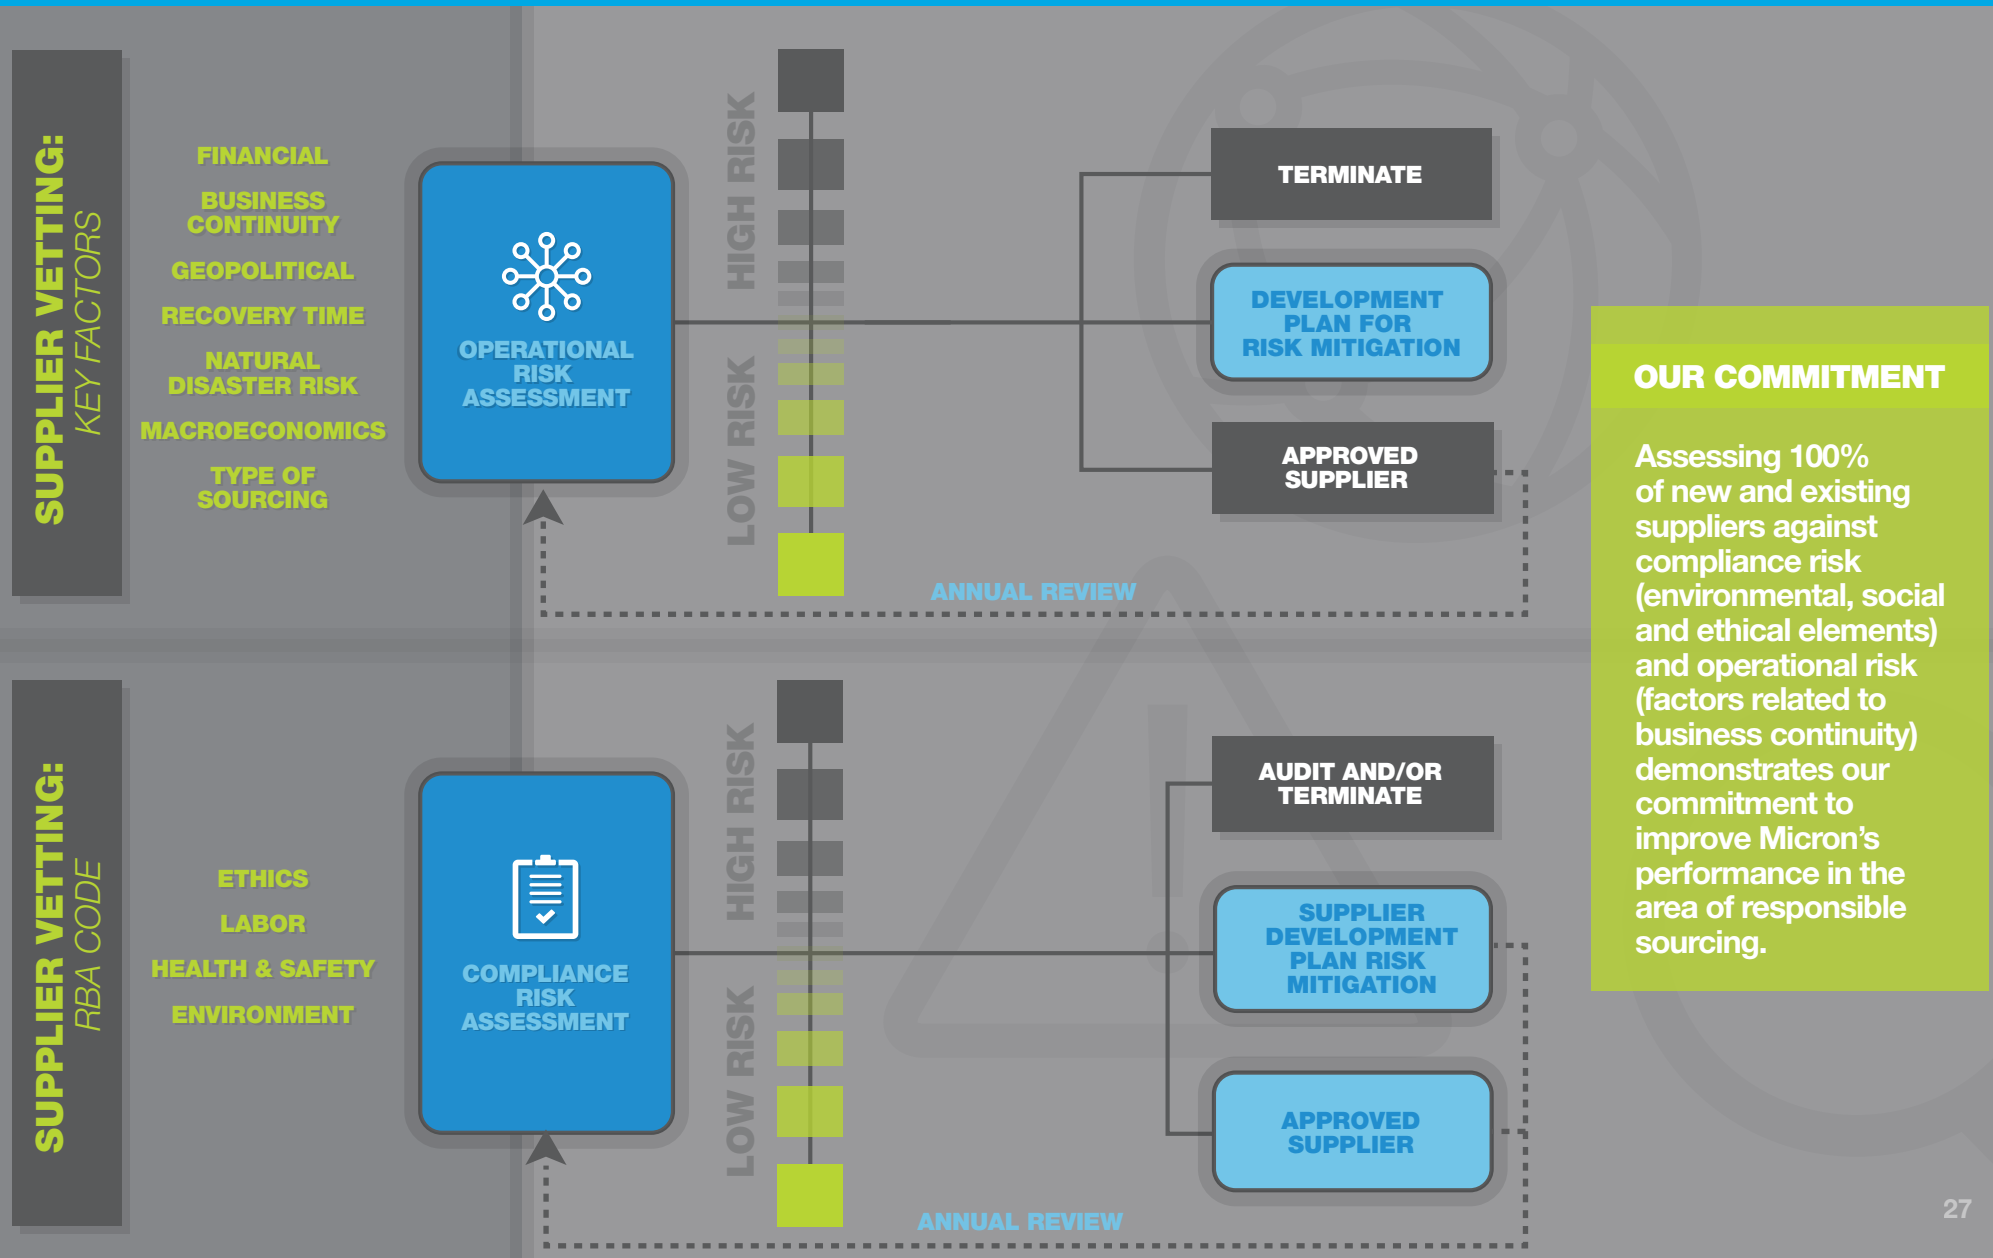 SUPPLIER VETTING:
KEY FACTORS
FINANCIAL
BUSINESS
CONTINUITY
GEOPOLITICAL
RECOVERY TIME
NATURAL
DISASTER RISK
MACROECONOMICS
TYPE OF
SOURCING
OPERATIONAL
RISK
ASSESSMENT
HIGH RISK
LOW RISK
TERMINATE
DEVELOPMENT
PLAN FOR
RISK MITIGATION
APPROVED
SUPPLIER
ANNUAL REVIEW
SUPPLIER VETTING:
RBA CODE
ETHICS
LABOR
HEALTH & SAFETY
ENVIRONMENT
COMPLIANCE
RISK
ASSESSMENT
HIGH RISK
LOW RISK
AUDIT AND/OR
TERMINATE
SUPPLIER
DEVELOPMENT
PLAN RISK
MITIGATION
APPROVED
SUPPLIER
ANNUAL REVIEW
OUR COMMITMENT
Assessing 100%
of new and existing
suppliers against
compliance risk
(environmental, social
and ethical elements)
and operational risk
(factors related to
business continuity)
demonstrates our
commitment to
improve Micron’s
performance in the
area of responsible
sourcing.
27